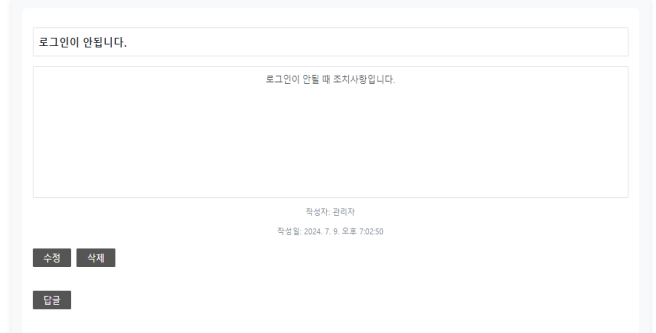 로그인이 안됩니다.
로그인이 안될 때 조치사항입니다.
작성자: 관리자
작성일: 2024. 7. 9. 오후 7:02:50
수정 삭제
답글